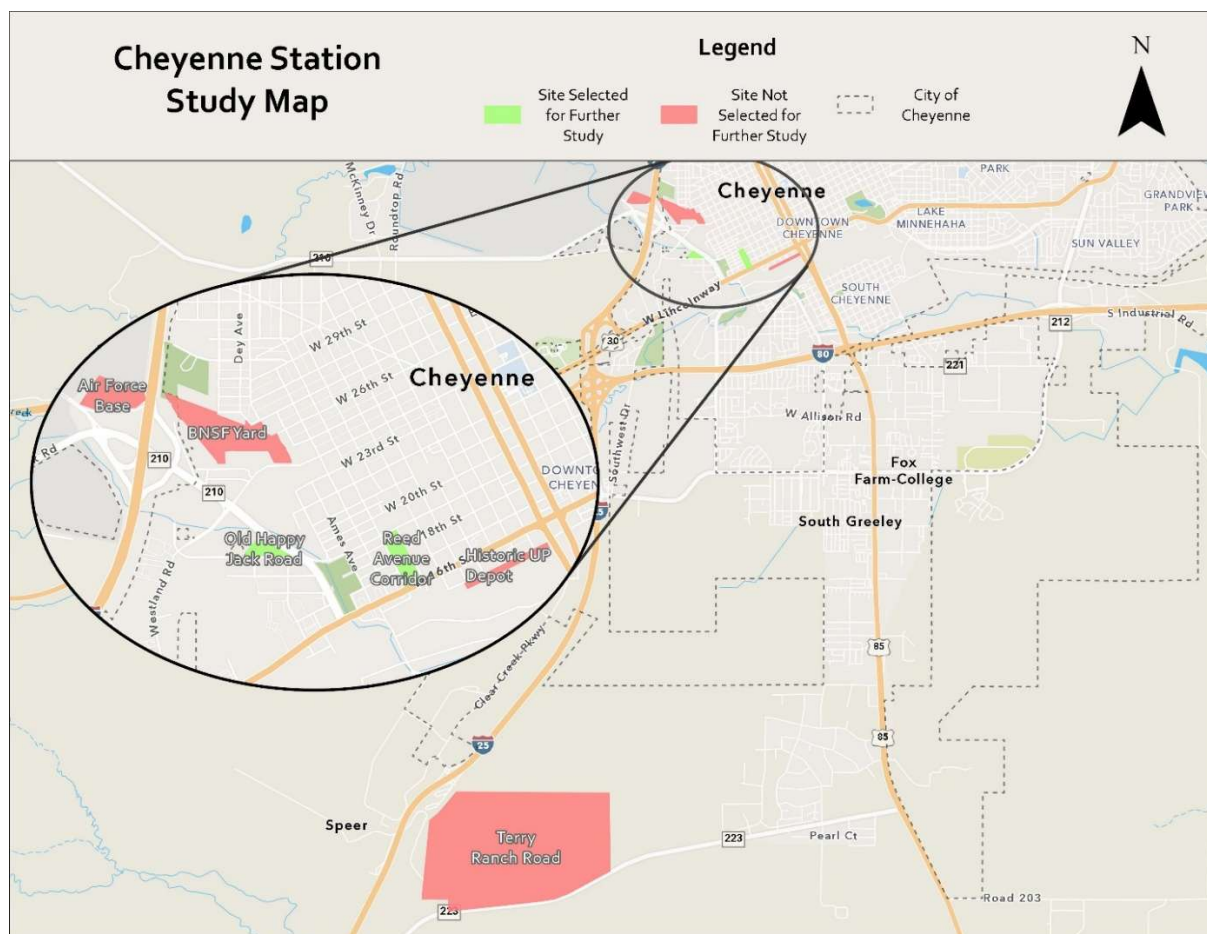 Cheyenne Station
Study Map
Legend
Site Selected
for Further
Study
Site Not
Selected for
Further Study
City of
Cheyenne
N
McKinney Dr
Roundtop Rd
210
Cheyenne
PARK
GRANDVIEW
PARK
LAKE
MINNEHAHA
DOWNTOWN
CHEYENNE
SUN VALLEY
SOUTH
CHEYENNE
W Lincolnway
30
80
212
S Industrial Rd
221
W Allison Rd
Southwest Dr
Fox
Farm-College
South Greeley
Dey Ave
W 29th St
W 26th St
Cheyenne
Air Force
Base
BNSF Yard
W 23rd St
210
210
Rd
W 20th St
18th St
16th S
DOWNTO
CHEYEN
Ames Ave
Old Happy
Jack Road
Reed
Avenue
Corridor
Historic UP
Depot
Westland Rd
85
Clear Creek Pkwy
25
85
Speer
Terry
Ranch Road
223
Pearl Ct
223
Road 203